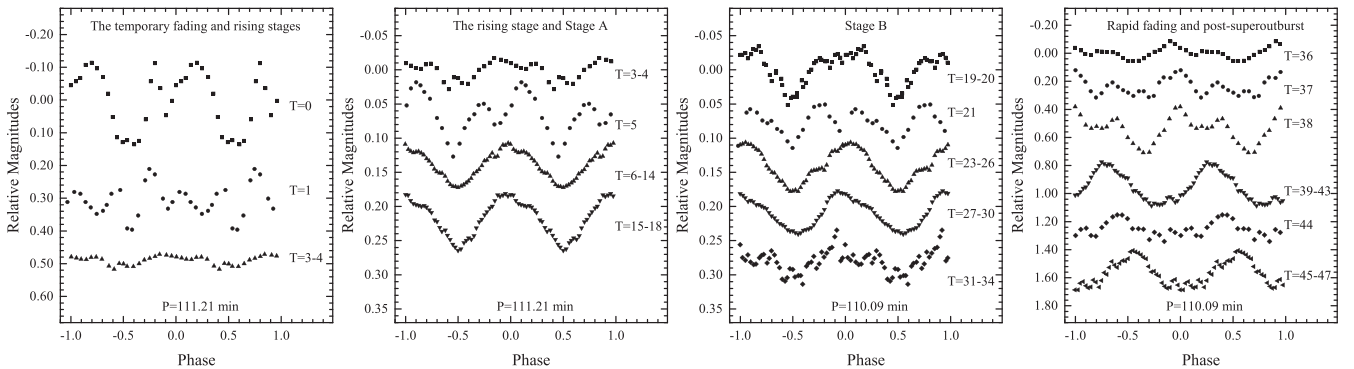 The temporary fading and rising stages
-0.20
-0.10
0.00
0.10
0.20
0.30
0.40
0.50
0.60
Relative Magnitudes
T=0
T=1
T=3-4
P=111.21 min
-1.0 -0.5 0.0 0.5 1.0
Phase
The rising stage and Stage A
-0.05
0.00
0.05
0.10
0.15
0.20
0.25
0.30
0.35
Relative Magnitudes
T=3-4
T=5
T=6-14
T=15-18
P=111.21 min
-1.0 -0.5 0.0 0.5 1.0
Phase
Stage B
-0.05
0.00
0.05
0.10
0.15
0.20
0.25
0.30
0.35
Relative Magnitudes
T=19-20
T=21
T=23-26
T=27-30
T=31-34
P=110.09 min
-1.0 -0.5 0.0 0.5 1.0
Phase
Rapid fading and post-superoutburst
-0.20
0.00
0.20
0.40
0.60
0.80
1.00
1.20
1.40
1.60
1.80
Relative Magnitudes
T=36
T=37
T=38
T=39-43
T=44
T=45-47
P=110.09 min
-1.0 -0.5 0.0 0.5 1.0
Phase